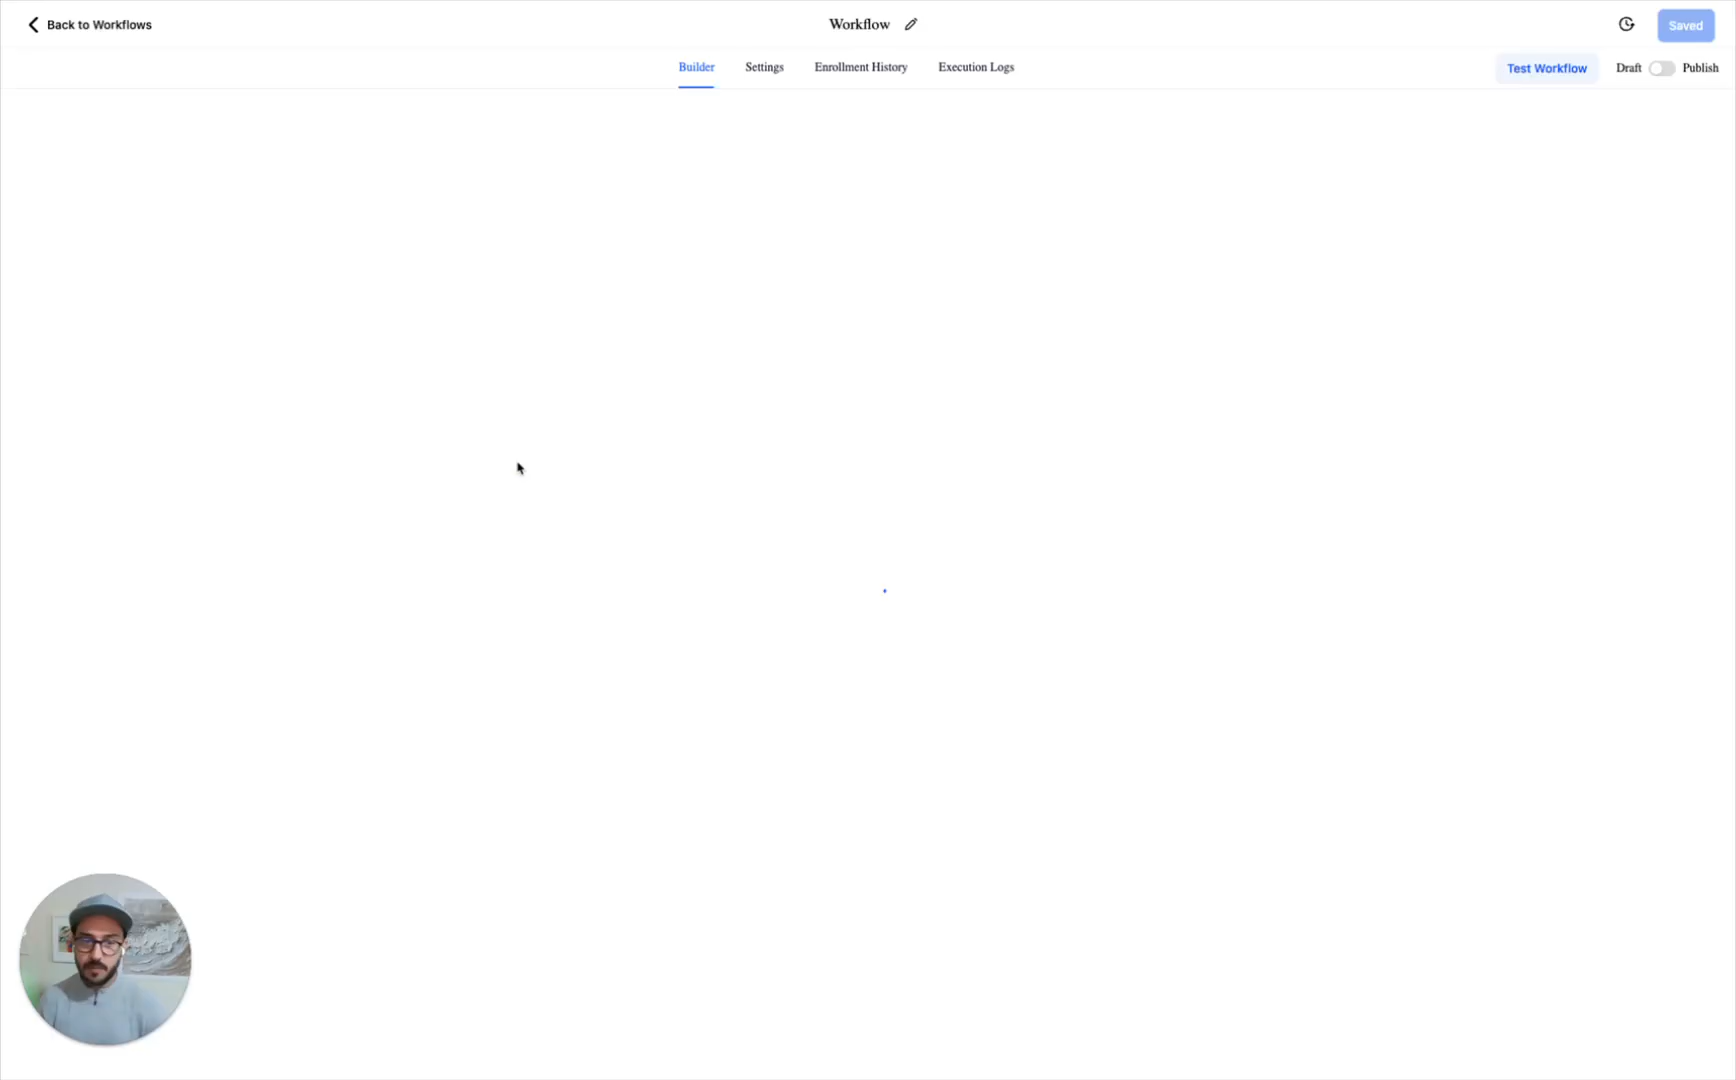 Back to Workflows
Workflow
Saved
Builder
Settings
Enrollment History
Execution Logs
Test Workflow
Draft
Publish